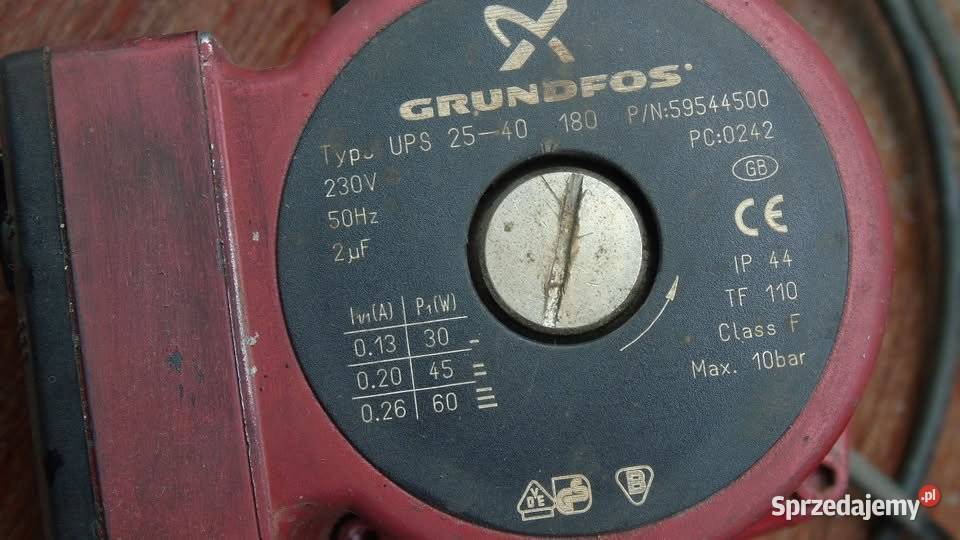 GRUNDFOS
Type UPS 25-40 180 P/N:59544500
PC:0242
230V
50Hz
2µF
GB
CE
IP 44
TF 110
Class F
Max. 10bar
I1/1(A) P1(W)
0.13 30
0.20 45
0.26 60
VDE
Sprzedajemy.pl